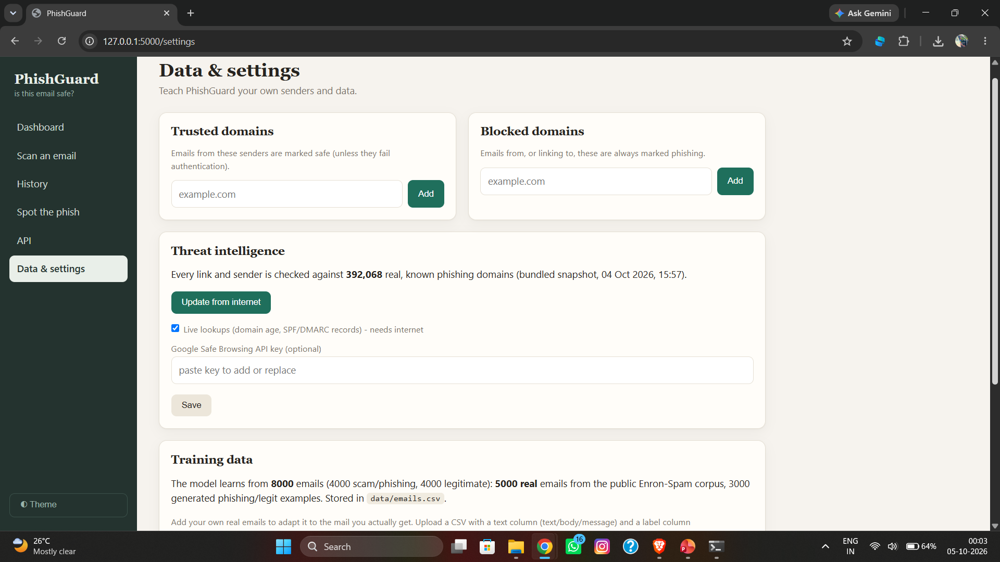 PhishGuard
Ask Gemini
127.0.0.1:5000/settings
PhishGuard
is this email safe?
Dashboard
Scan an email
History
Spot the phish
API
Data & settings
Theme
Data & settings
Teach PhishGuard your own senders and data.
Trusted domains
Emails from these senders are marked safe (unless they fail
authentication).
example.com
Add
Blocked domains
Emails from, or linking to, these are always marked phishing.
example.com
Add
Threat intelligence
Every link and sender is checked against 392,068 real, known phishing domains (bundled snapshot, 04 Oct 2026, 15:57).
Update from internet
Live lookups (domain age, SPF/DMARC records) - needs internet
Google Safe Browsing API key (optional)
paste key to add or replace
Save
Training data
The model learns from 8000 emails (4000 scam/phishing, 4000 legitimate): 5000 real emails from the public Enron-Spam corpus, 3000
generated phishing/legit examples. Stored in data/emails.csv.
Add your own real emails to adapt it to the mail you actually get. Upload a CSV with a text column (text/body/message) and a label column
26°C
Mostly clear
Search
16
ENG
IN
64%
00:03
05-10-2026